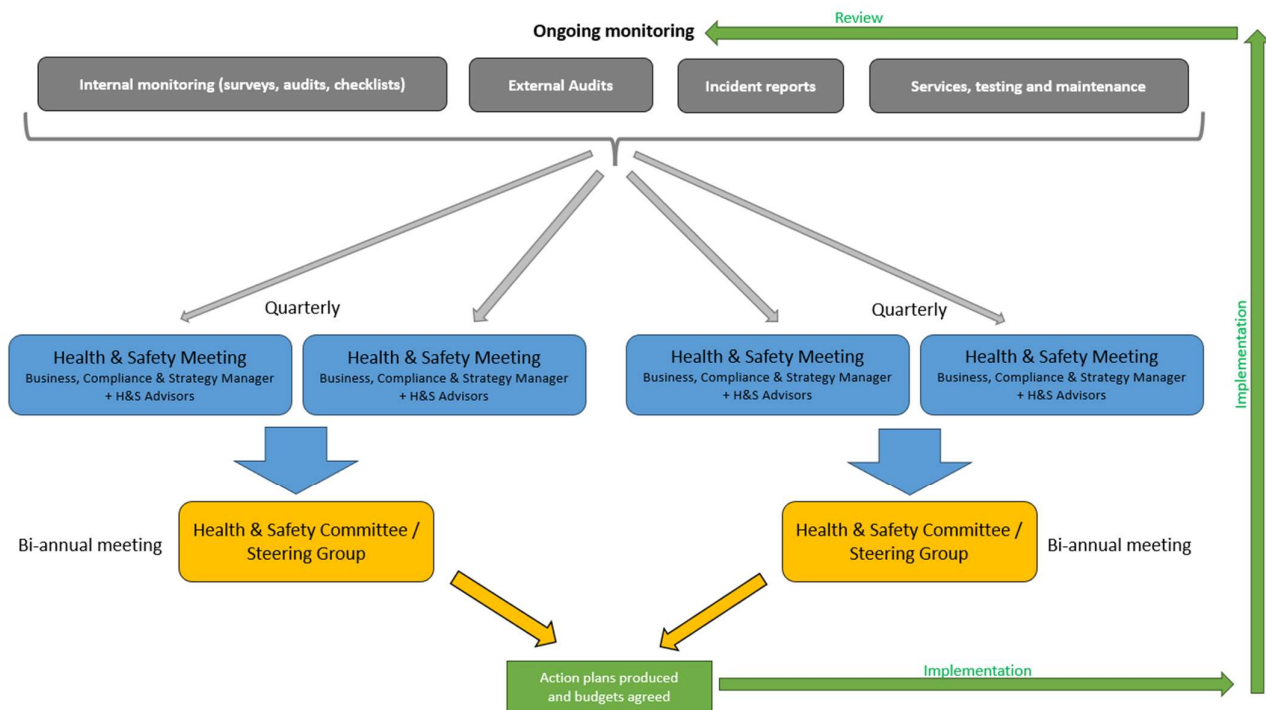 Review
Ongoing monitoring
Internal monitoring (surveys, audits, checklists)
External Audits
Incident reports
Services, testing and maintenance
Quarterly
Quarterly
Health & Safety Meeting
Business, Compliance & Strategy Manager
+ H&S Advisors
Health & Safety Meeting
Business, Compliance & Strategy Manager
+ H&S Advisors
Health & Safety Meeting
Business, Compliance & Strategy Manager
+ H&S Advisors
Health & Safety Meeting
Business, Compliance & Strategy Manager
+ H&S Advisors
Implementation
Bi-annual meeting
Health & Safety Committee /
Steering Group
Health & Safety Committee /
Steering Group
Bi-annual meeting
Action plans produced
and budgets agreed
Implementation